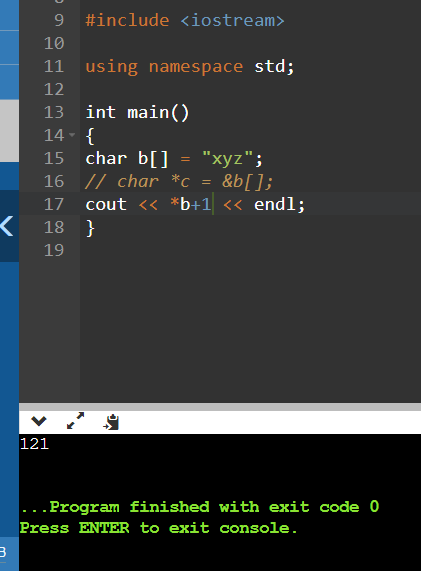 9 #include <iostream>
10
11 using namespace std;
12
13 int main()
14 {
15 char b[] = "xyz";
16 // char *c = &b[];
17 cout << *b+1 << endl;
18 }
19
121
...Program finished with exit code 0
Press ENTER to exit console.